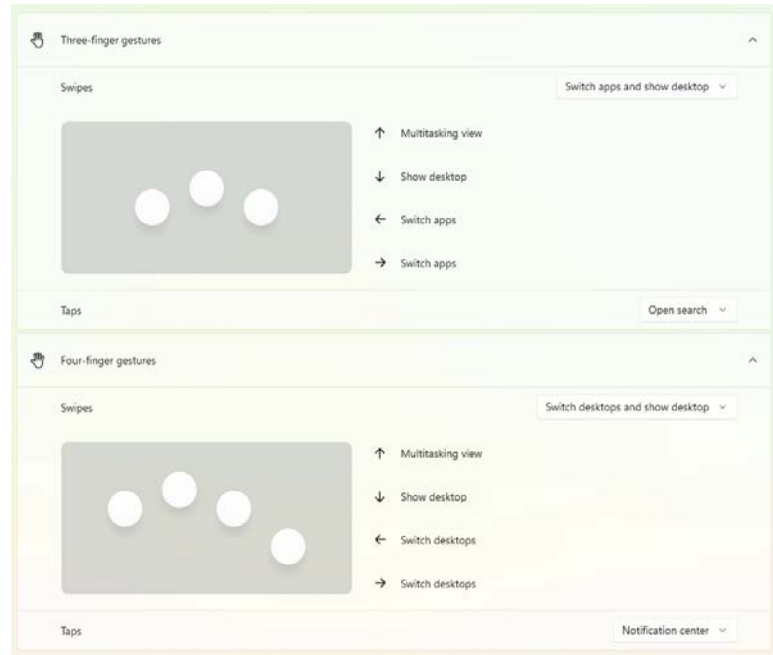 Three-finger gestures
Swipes Switch apps and show desktop
Multitasking view
Show desktop
Switch apps
Switch apps
Taps Open search
Four-finger gestures
Swipes Switch desktops and show desktop
Multitasking view
Show desktop
Switch desktops
Switch desktops
Taps Notification center